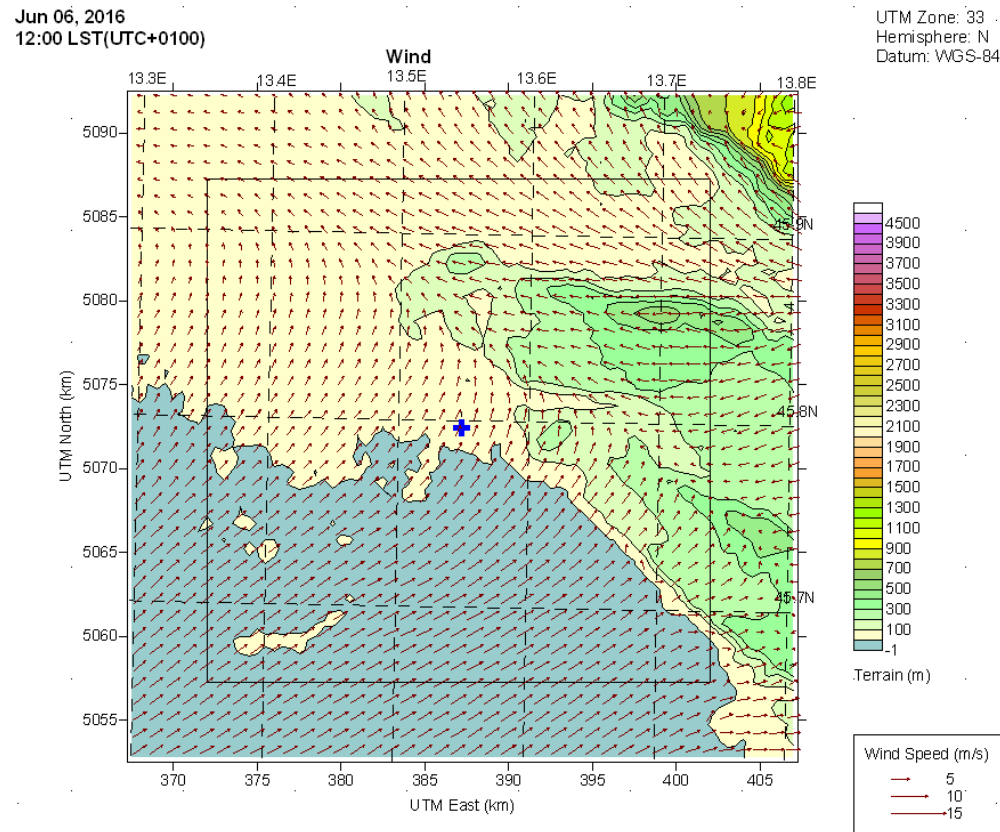 Jun 06, 2016
12:00 LST(UTC+0100)
UTM Zone: 33
Hemisphere: N
Datum: WGS-84
Wind
13.3E 13.4E 13.5E 13.6E 13.7E 13.8E
5090
5085
5080
5075
5070
5065
5060
5055
UTM North (km)
45.9N
45.8N
45.7N
370 375 380 385 390 395 400 405
UTM East (km)
4500
3900
3700
3500
3300
3100
2900
2700
2500
2300
2100
1900
1700
1500
1300
1100
900
700
500
300
100
-1
Terrain (m)
Wind Speed (m/s)
5
10
15